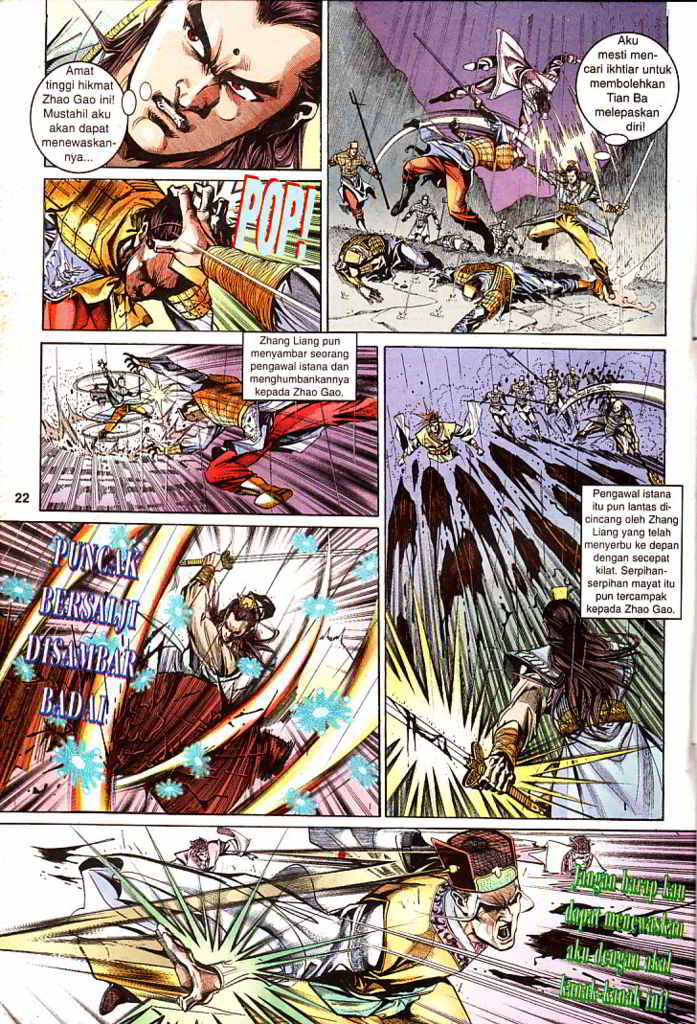 Amat
tinggi hikmat
Zhao Gao ini!
Mustahil aku
akan dapat
menewaskan-
nya...
Aku
mesti men-
cari ikhtiar untuk
membolehkan
Tian Ba
melepaskan
diri!
POP!
Zhang Liang pun
menyambar seorang
pengawal istana dan
menghumbankannya
kepada Zhao Gao.
22
Pengawal istana
itu pun lantas di-
cincang oleh Zhang
Liang yang telah
menyerbu ke depan
dengan secepat
kilat. Serpihan-
serpihan mayat itu
pun tercampak
kepada Zhao Gao.
PUNCAK
BERSALJI
DISAMBAR
BADAI
Jangan harap kau
dapat menewaskan
aku dengan akal
kanak-kanak ini!